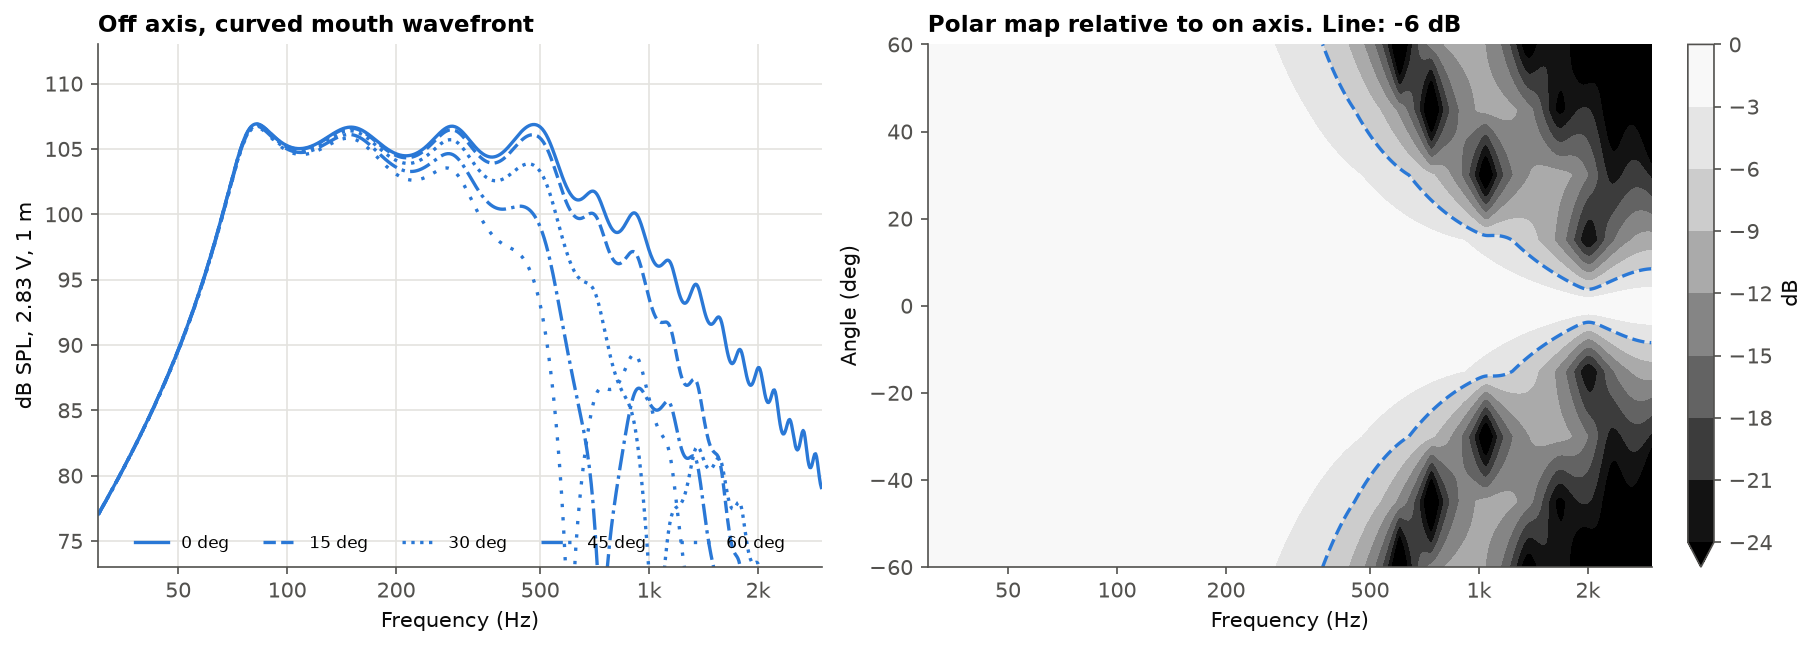 Off axis, curved mouth wavefront
110
105
100
95
90
85
80
75
dB SPL, 2.83 V, 1 m
0 deg 15 deg 30 deg 45 deg 60 deg
50 100 200 500 1k 2k
Frequency (Hz)
Polar map relative to on axis. Line: -6 dB
60
40
20
0
−20
−40
−60
Angle (deg)
50 100 200 500 1k 2k
Frequency (Hz)
0
−3
−6
−9
−12
−15
−18
−21
−24
dB